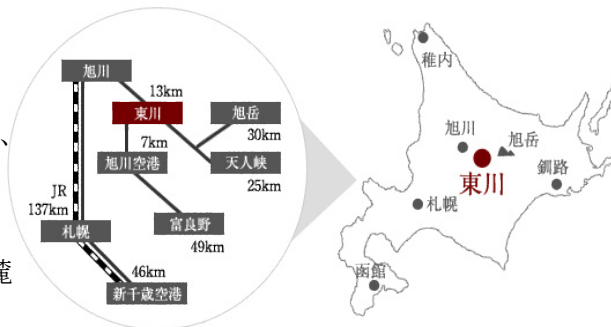 旭川
13km
東川
旭岳
30km
7km
旭川空港
天人峡
25km
JR
137km
札幌
富良野
49km
46km
新千歳空港
、
麓
稚内
旭川
旭岳
東川
釧路
札幌
函館